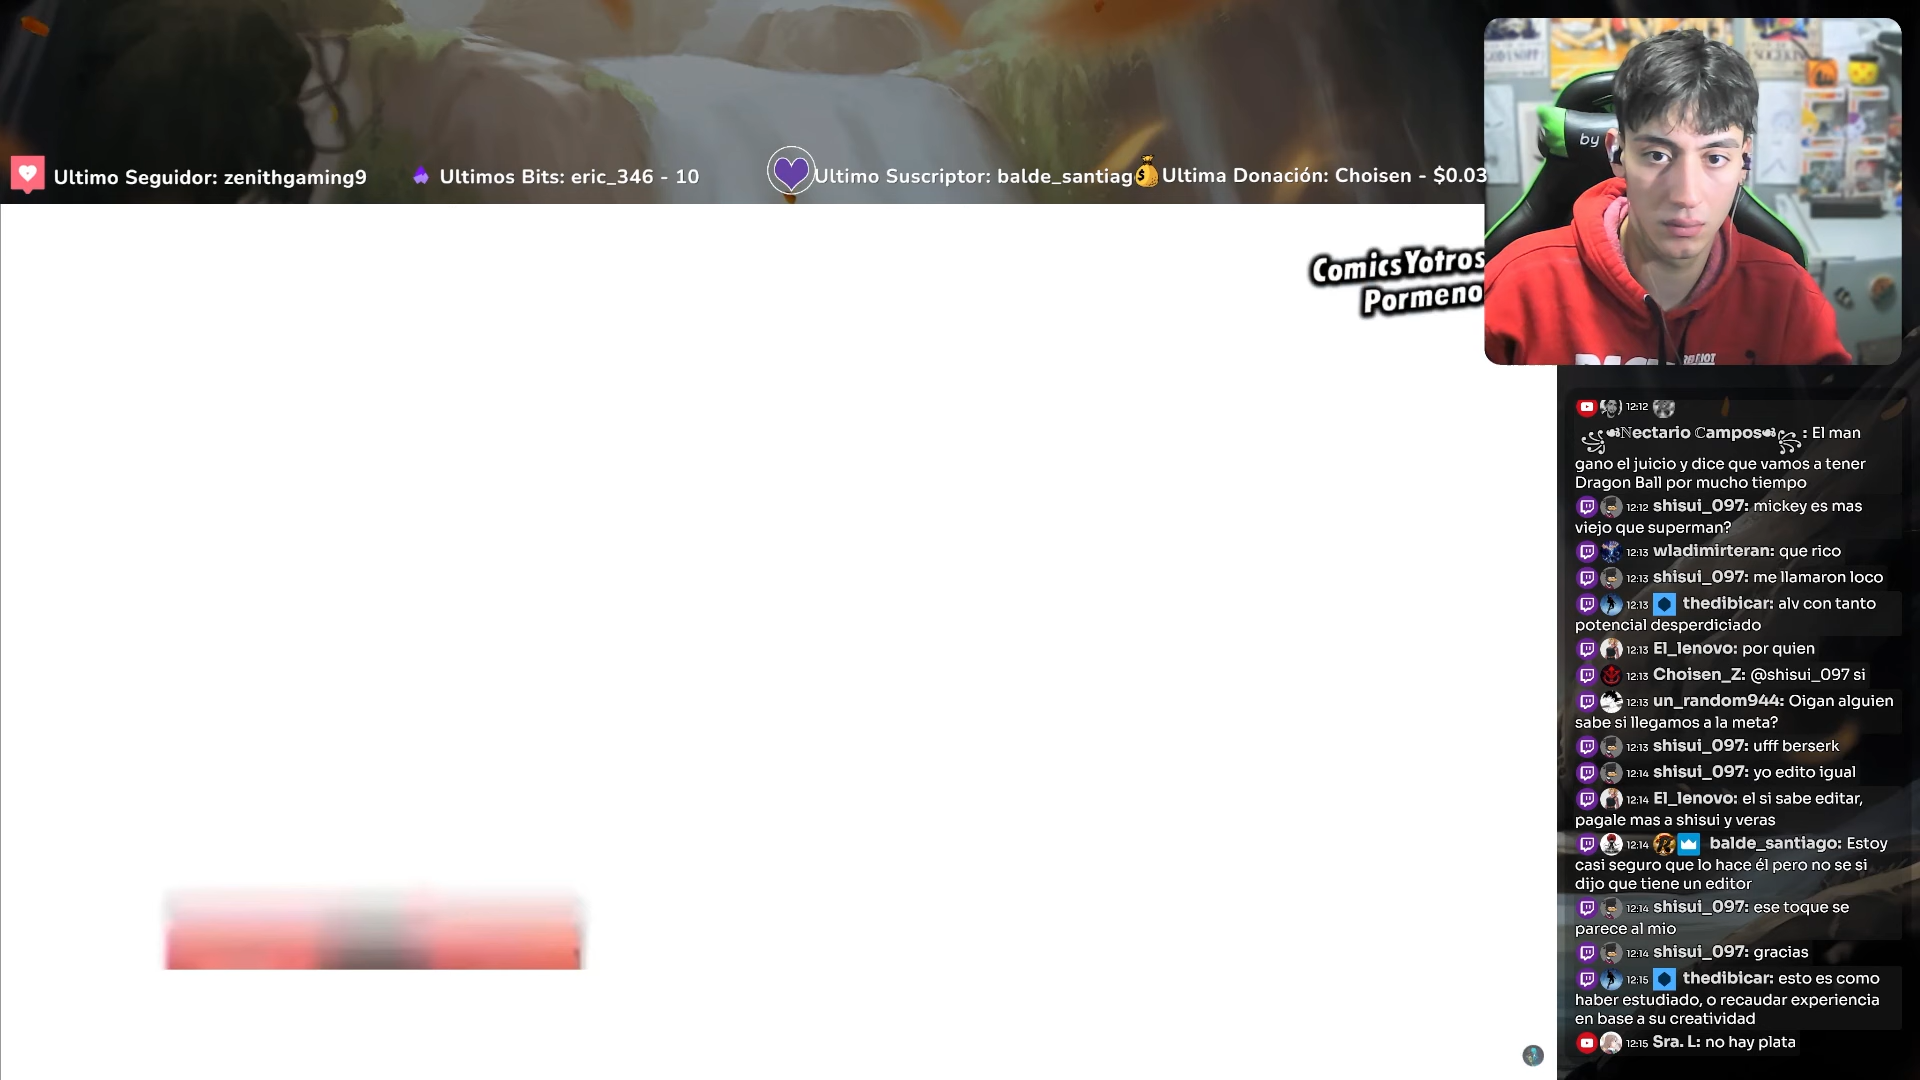 Ultimo Seguidor: zenithgaming9
Ultimos Bits: eric_346 - 10
Ultimo Suscriptor: balde_santiag
Ultima Donación: Choisen - $0.03
ComicsYotros
Pormeno
by
12:12
☙ℕectario ℂampos☙: El man
gano el juicio y dice que vamos a tener
Dragon Ball por mucho tiempo
12:12 shisui_097: mickey es mas
viejo que superman?
12:13 wladimirteran: que rico
12:13 shisui_097: me llamaron loco
12:13 thedibicar: alv con tanto
potencial desperdiciado
12:13 El_lenovo: por quien
12:13 Choisen_Z: @shisui_097 si
12:13 un_random944: Oigan alguien
sabe si llegamos a la meta?
12:13 shisui_097: ufff berserk
12:14 shisui_097: yo edito igual
12:14 El_lenovo: el si sabe editar,
pagale mas a shisui y veras
12:14 balde_santiago: Estoy
casi seguro que lo hace él pero no se si
dijo que tiene un editor
12:14 shisui_097: ese toque se
parece al mio
12:14 shisui_097: gracias
12:15 thedibicar: esto es como
haber estudiado, o recaudar experiencia
en base a su creatividad
12:15 Sra. L: no hay plata